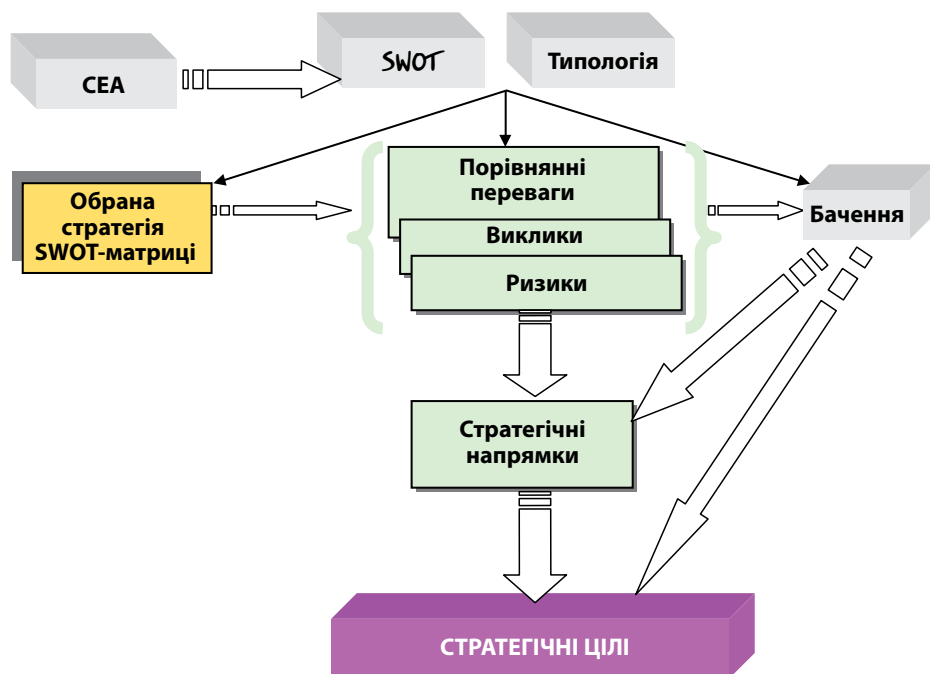 СЕА
SWOT
Типологія
Обрана
стратегія
SWOT-матриці
Порівнянні
переваги
Виклики
Ризики
Бачення
Стратегічні
напрямки
СТРАТЕГІЧНІ ЦІЛІ